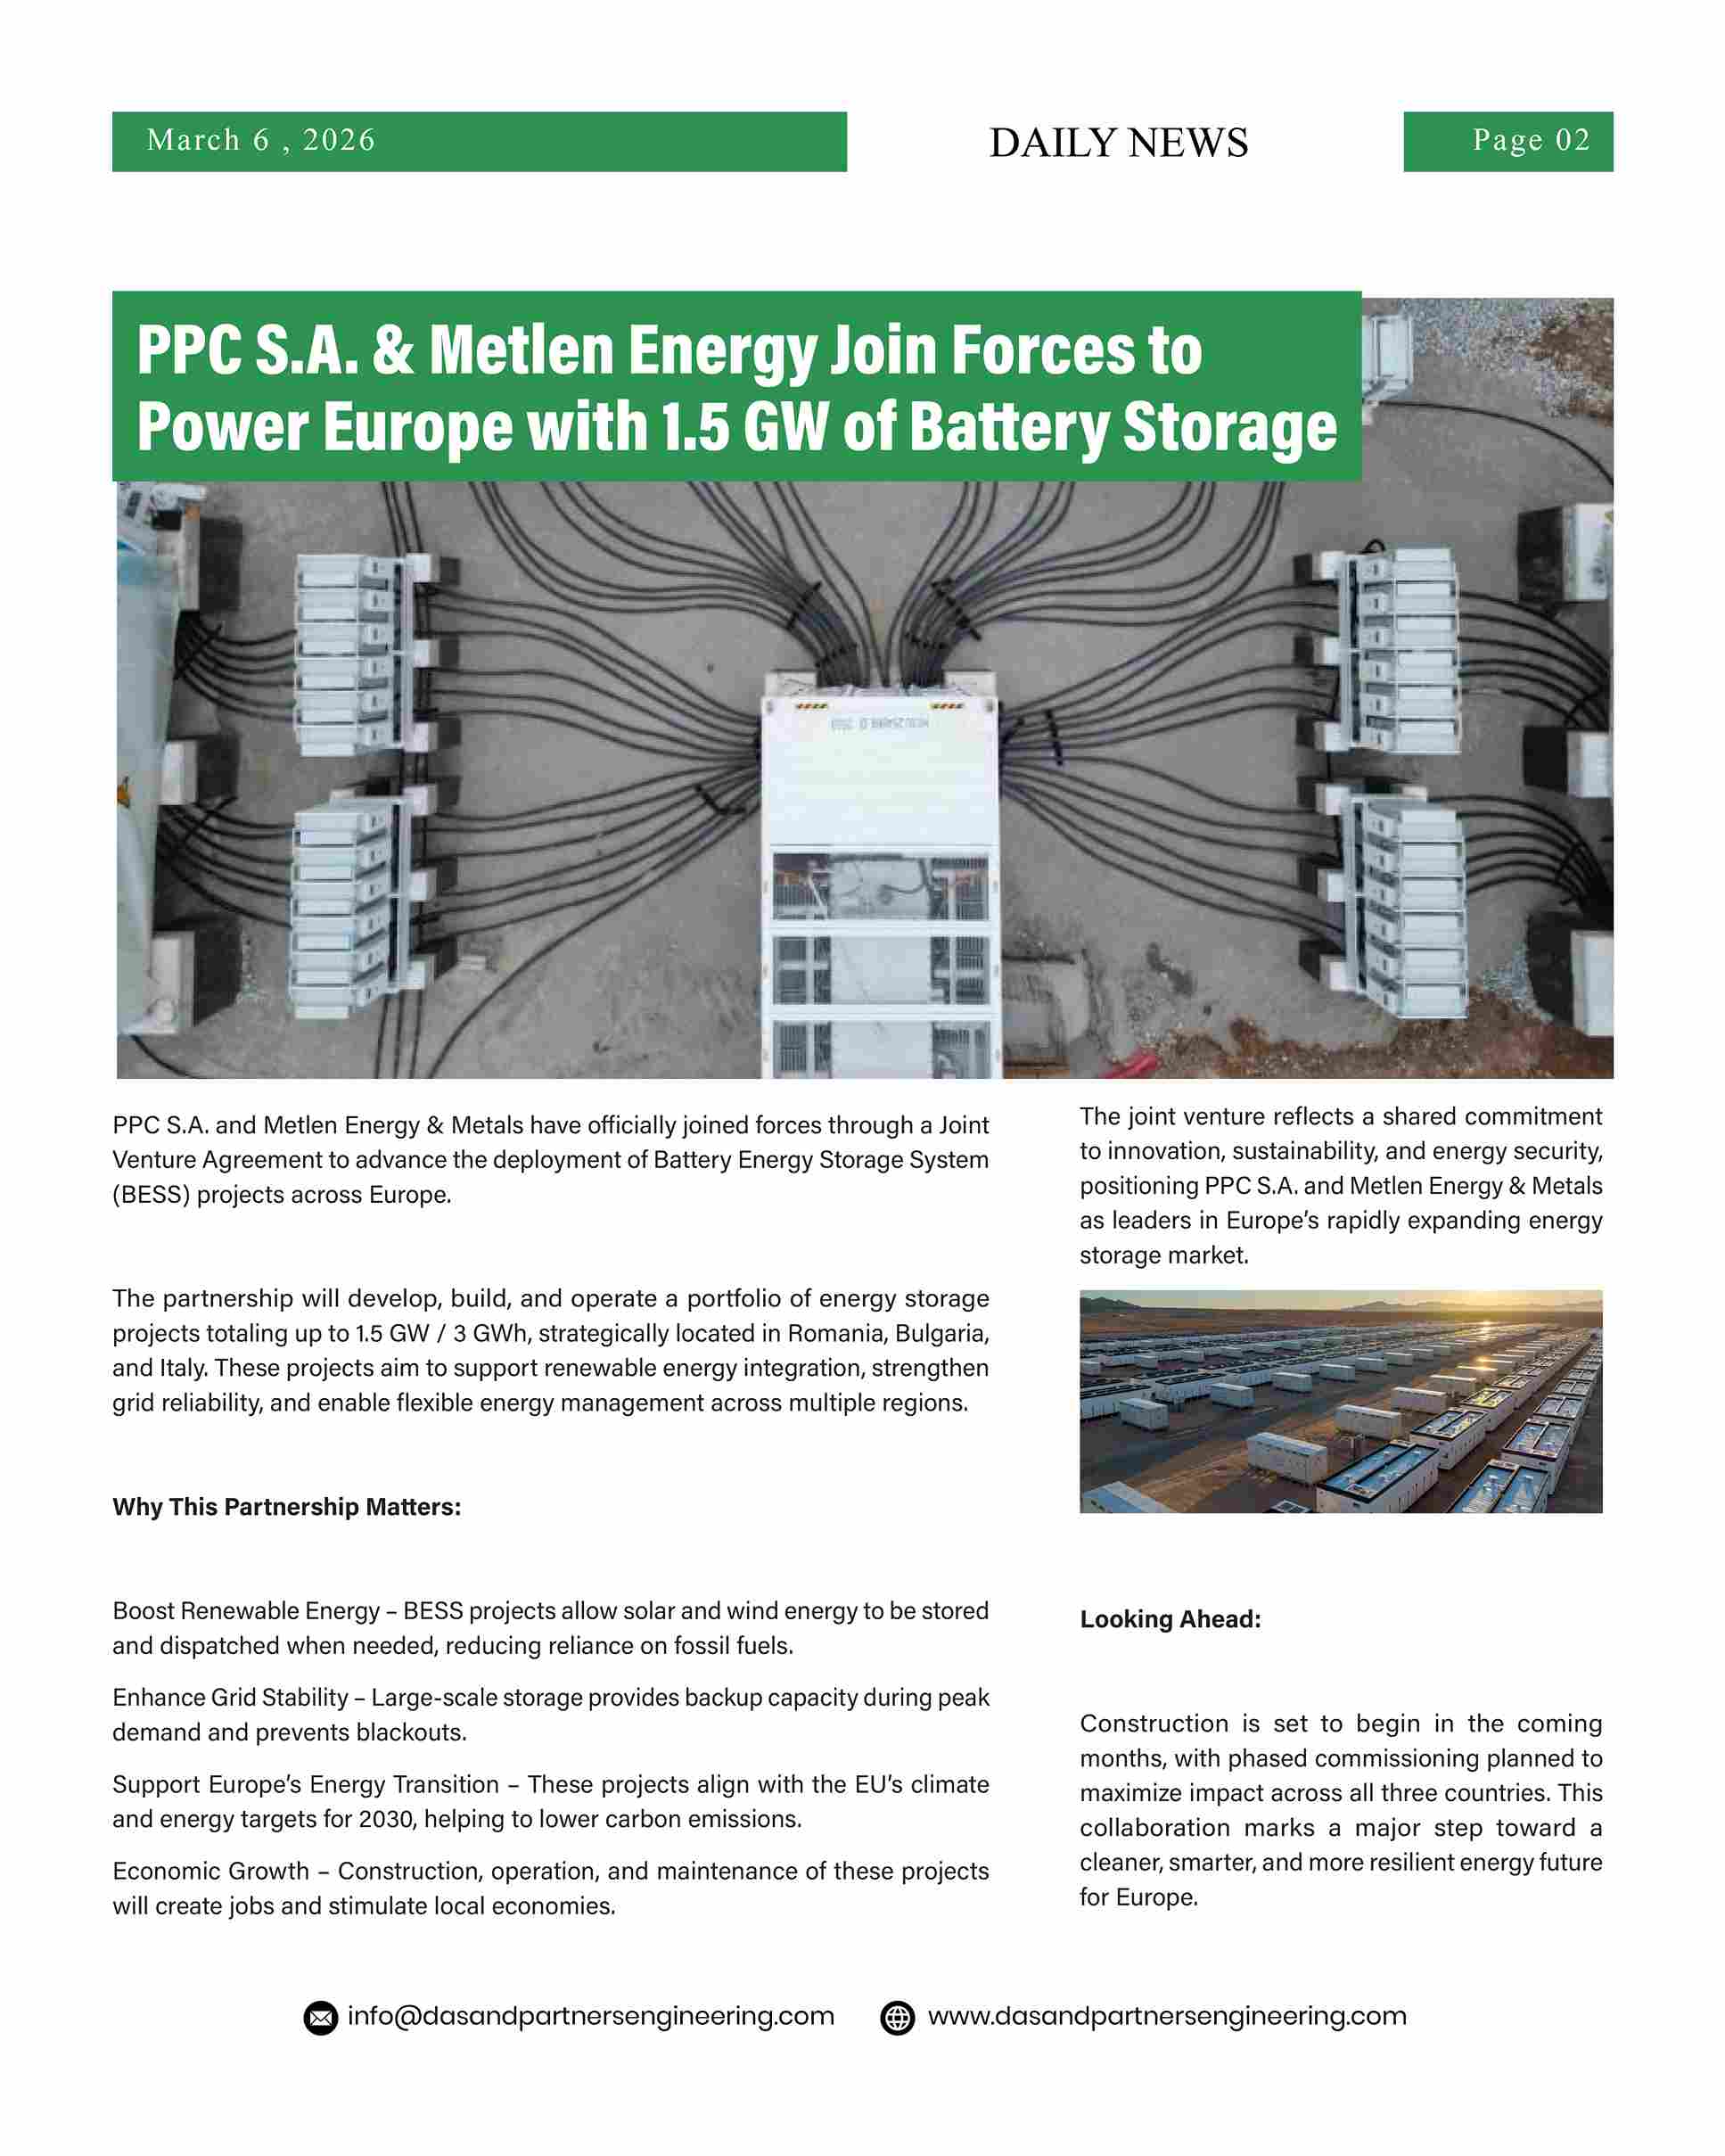 March 6 , 2026
DAILY NEWS
Page 02
PPC S.A. & Metlen Energy Join Forces to
Power Europe with 1.5 GW of Battery Storage
PPC S.A. and Metlen Energy & Metals have officially joined forces through a Joint
Venture Agreement to advance the deployment of Battery Energy Storage System
(BESS) projects across Europe.
The partnership will develop, build, and operate a portfolio of energy storage
projects totaling up to 1.5 GW / 3 GWh, strategically located in Romania, Bulgaria,
and Italy. These projects aim to support renewable energy integration, strengthen
grid reliability, and enable flexible energy management across multiple regions.
Why This Partnership Matters:
Boost Renewable Energy – BESS projects allow solar and wind energy to be stored
and dispatched when needed, reducing reliance on fossil fuels.
Enhance Grid Stability – Large-scale storage provides backup capacity during peak
demand and prevents blackouts.
Support Europe’s Energy Transition – These projects align with the EU’s climate
and energy targets for 2030, helping to lower carbon emissions.
Economic Growth – Construction, operation, and maintenance of these projects
will create jobs and stimulate local economies.
The joint venture reflects a shared commitment
to innovation, sustainability, and energy security,
positioning PPC S.A. and Metlen Energy & Metals
as leaders in Europe’s rapidly expanding energy
storage market.
Looking Ahead:
Construction is set to begin in the coming
months, with phased commissioning planned to
maximize impact across all three countries. This
collaboration marks a major step toward a
cleaner, smarter, and more resilient energy future
for Europe.
info@dasandpartnersengineering.com
www.dasandpartnersengineering.com